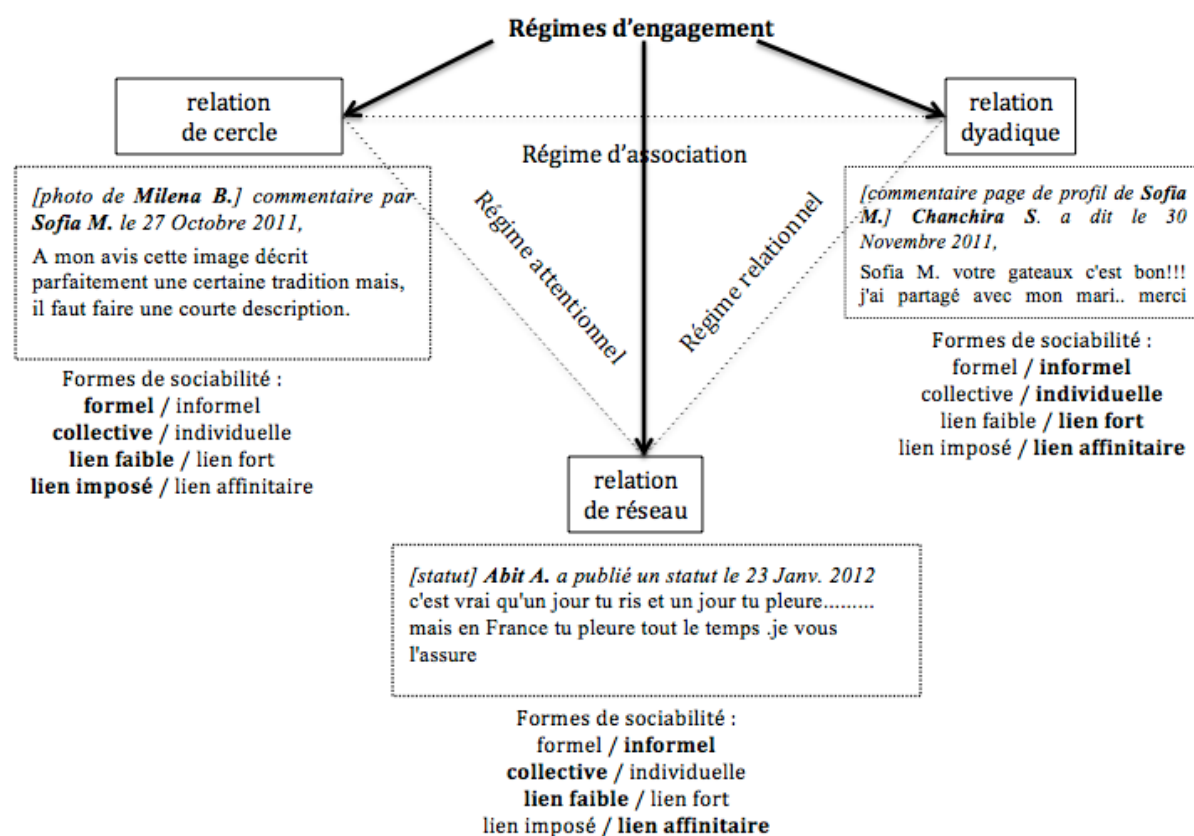 Régimes d'engagement
relation
de cercle
relation
dyadique
Régime d'association
Régime attentionnel
Régime relationnel
[photo de Milena B.] commentaire par
Sofia M. le 27 Octobre 2011,
A mon avis cette image décrit
parfaitement une certaine tradition mais,
il faut faire une courte description.
Formes de sociabilité :
formel / informel
collective / individuelle
lien faible / lien fort
lien imposé / lien affinitaire
[commentaire page de profil de Sofia
M.] Chanchira S. a dit le 30
Novembre 2011,
Sofia M. votre gateaux c'est bon!!!
j'ai partagé avec mon mari.. merci
Formes de sociabilité :
formel / informel
collective / individuelle
lien faible / lien fort
lien imposé / lien affinitaire
relation
de réseau
[statut] Abit A. a publié un statut le 23 Janv. 2012
c'est vrai qu'un jour tu ris et un jour tu pleure.........
mais en France tu pleure tout le temps .je vous
l'assure
Formes de sociabilité :
formel / informel
collective / individuelle
lien faible / lien fort
lien imposé / lien affinitaire